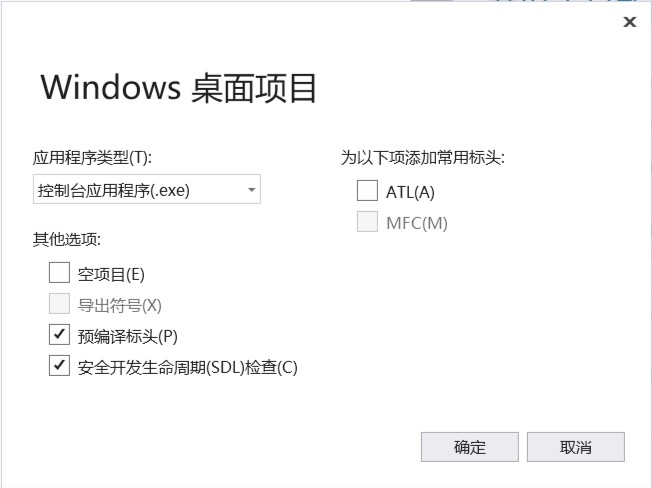 Windows 桌面项目
应用程序类型(T):
控制台应用程序(.exe)
其他选项:
空项目(E)
导出符号(X)
预编译标头(P)
安全开发生命周期(SDL)检查(C)
为以下项添加常用标头:
ATL(A)
MFC(M)
确定
取消